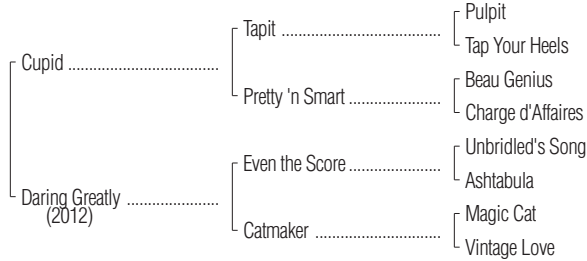 Pulpit
Tapit
Tap Your Heels
Cupid
Beau Genius
Pretty 'n Smart
Charge d'Affaires
Unbridled's Song
Even the Score
Ashtabula
Daring Greatly
(2012)
Magic Cat
Catmaker
Vintage Love